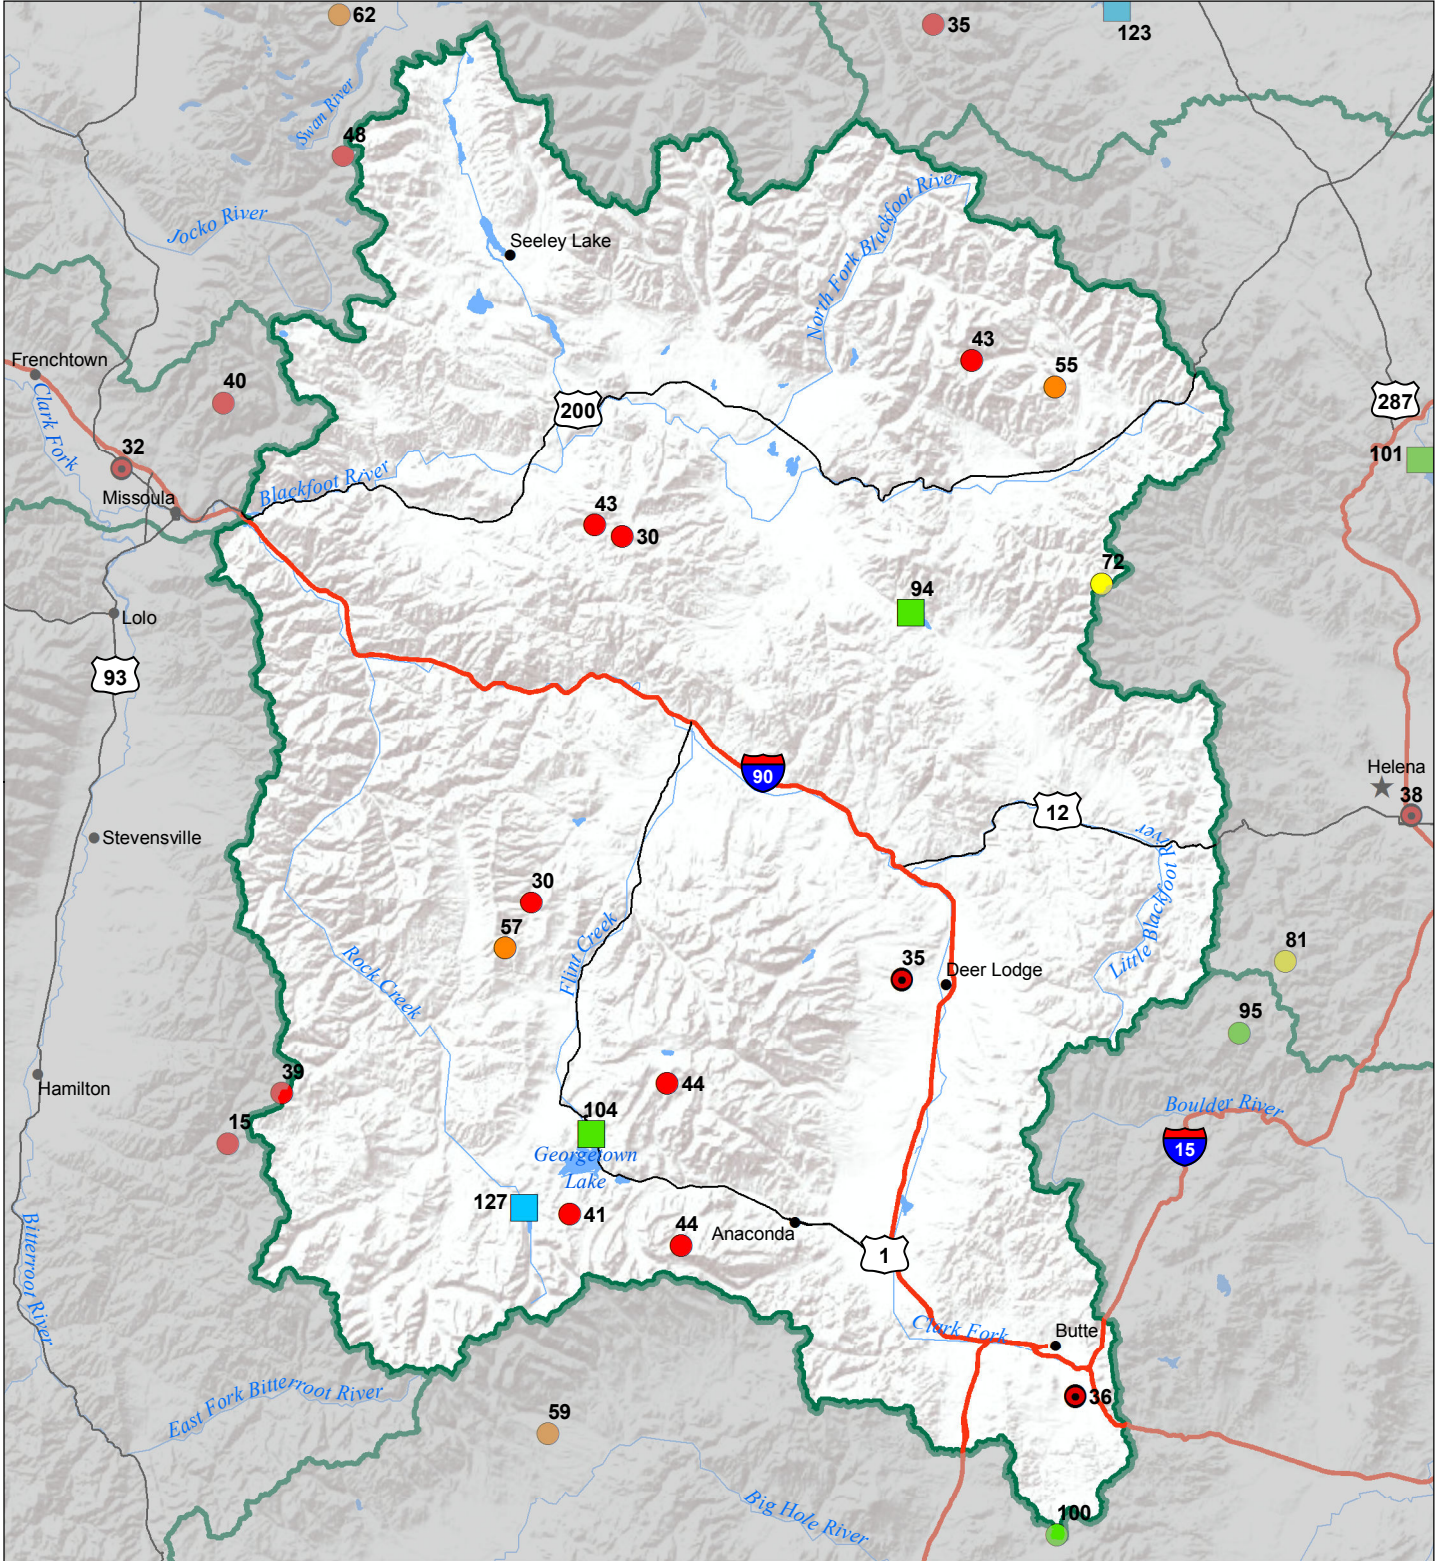 62
35
123
Swan River
48
Jocko River
North Fork Blackfoot River
Seeley Lake
Frenchtown
43
55
40
Clark Fork
200
287
32
101
Blackfoot River
Missoula
43
30
72
94
Lolo
93
90
Helena
38
12
Stevensville
Little Blackfoot River
30
57
Flint Creek
Rock Creek
35
Deer Lodge
81
95
Hamilton
39
44
15
104
Boulder River
15
Georgetown
Lake
127
41
44
Anaconda
1
Bitterroot River
Clark Fork
Butte
36
East Fork Bitterroot River
59
Big Hole River
100